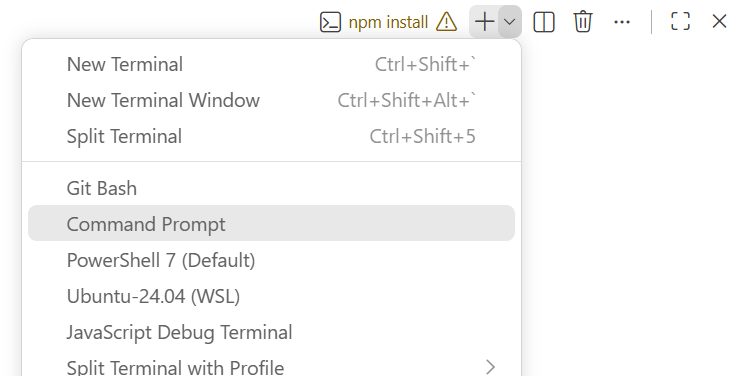 npm install
New Terminal Ctrl+Shift+`
New Terminal Window Ctrl+Shift+Alt+`
Split Terminal Ctrl+Shift+5
Git Bash
Command Prompt
PowerShell 7 (Default)
Ubuntu-24.04 (WSL)
JavaScript Debug Terminal
Split Terminal with Profile